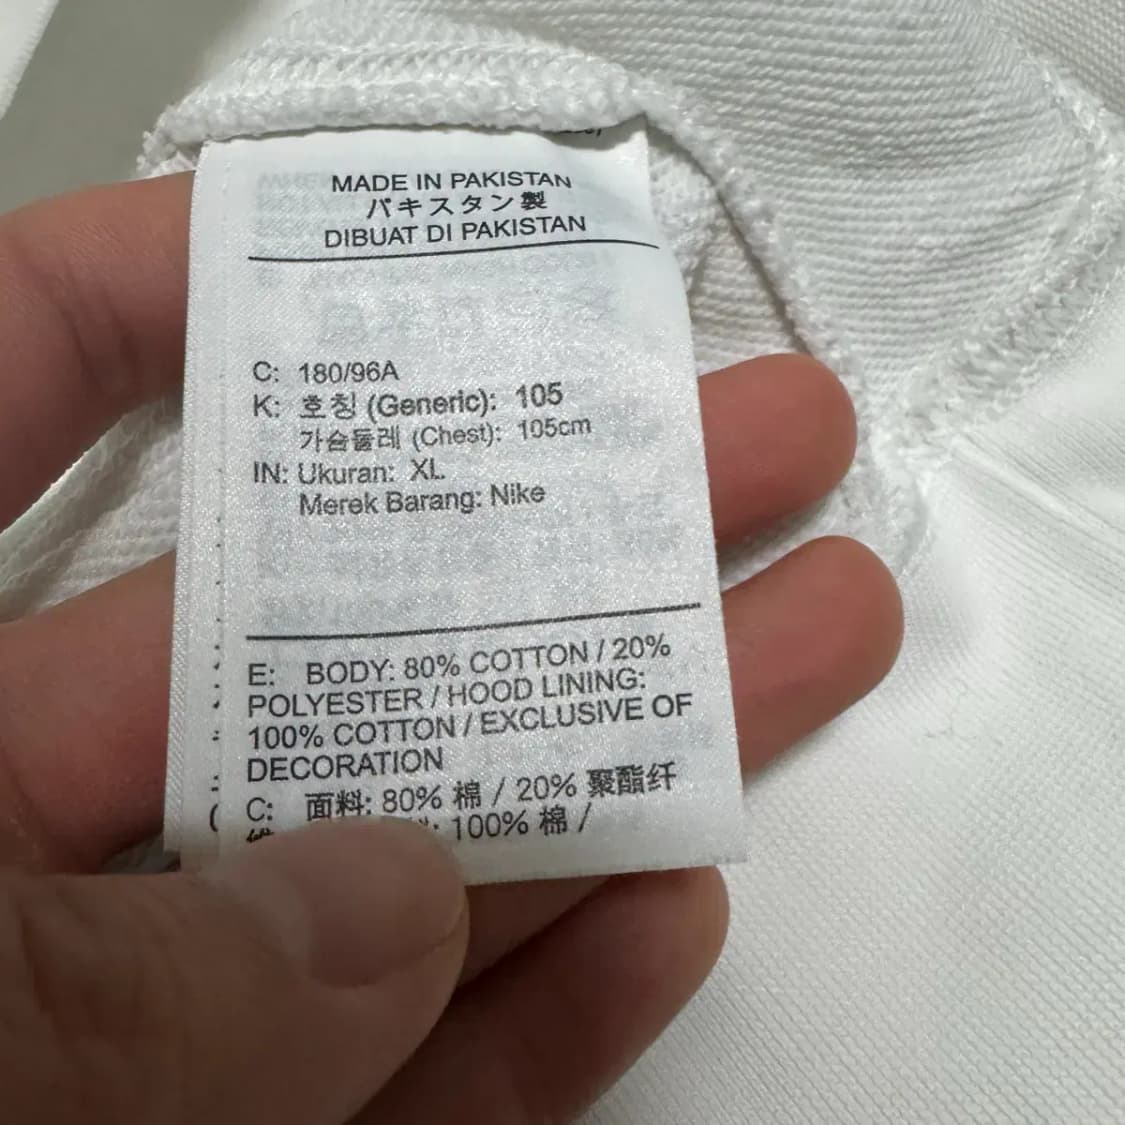 MADE IN PAKISTAN
パキスタン製
DIBUAT DI PAKISTAN
C: 180/96A
K: 호칭 (Generic): 105
가슴둘레 (Chest): 105cm
IN: Ukuran: XL
Merek Barang: Nike
E: BODY: 80% COTTON / 20%
POLYESTER / HOOD LINING:
100% COTTON / EXCLUSIVE OF
DECORATION
C: 面料: 80% 棉 / 20% 聚酯纤
100% 棉 /